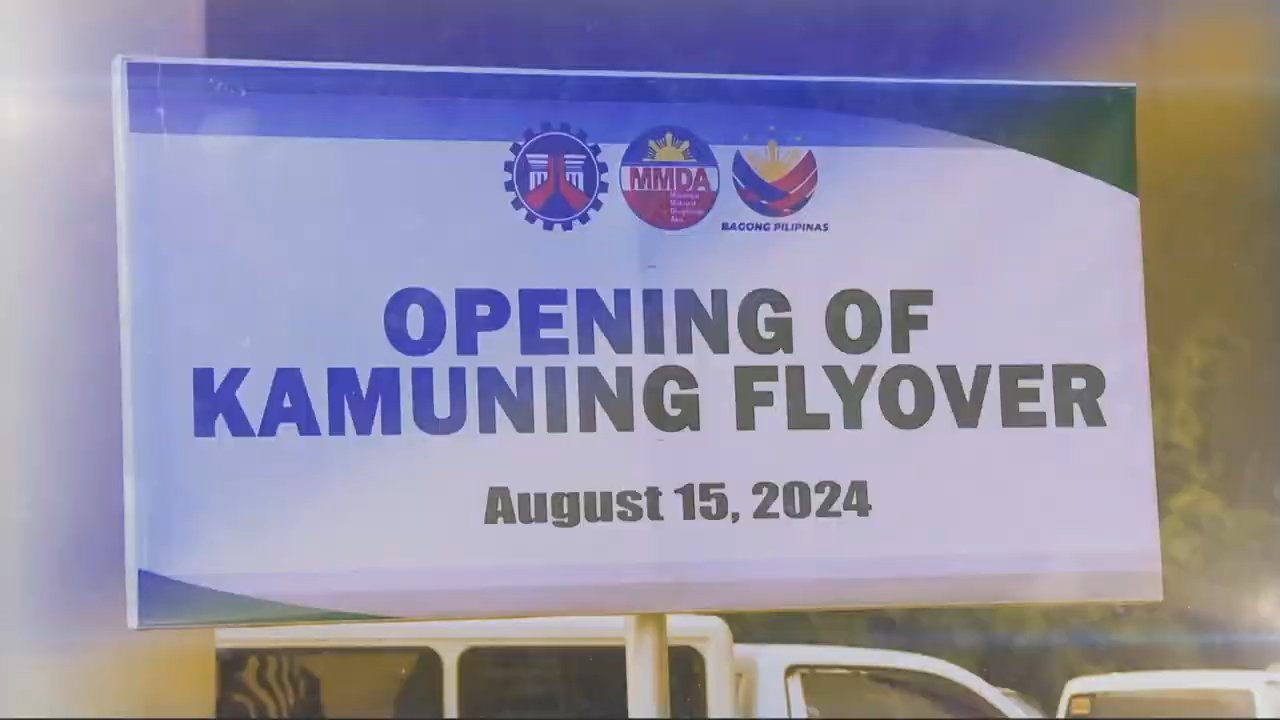 MMDA
BAGONG PILIPINAS
OPENING OF
KAMUNING FLYOVER
August 15, 2024